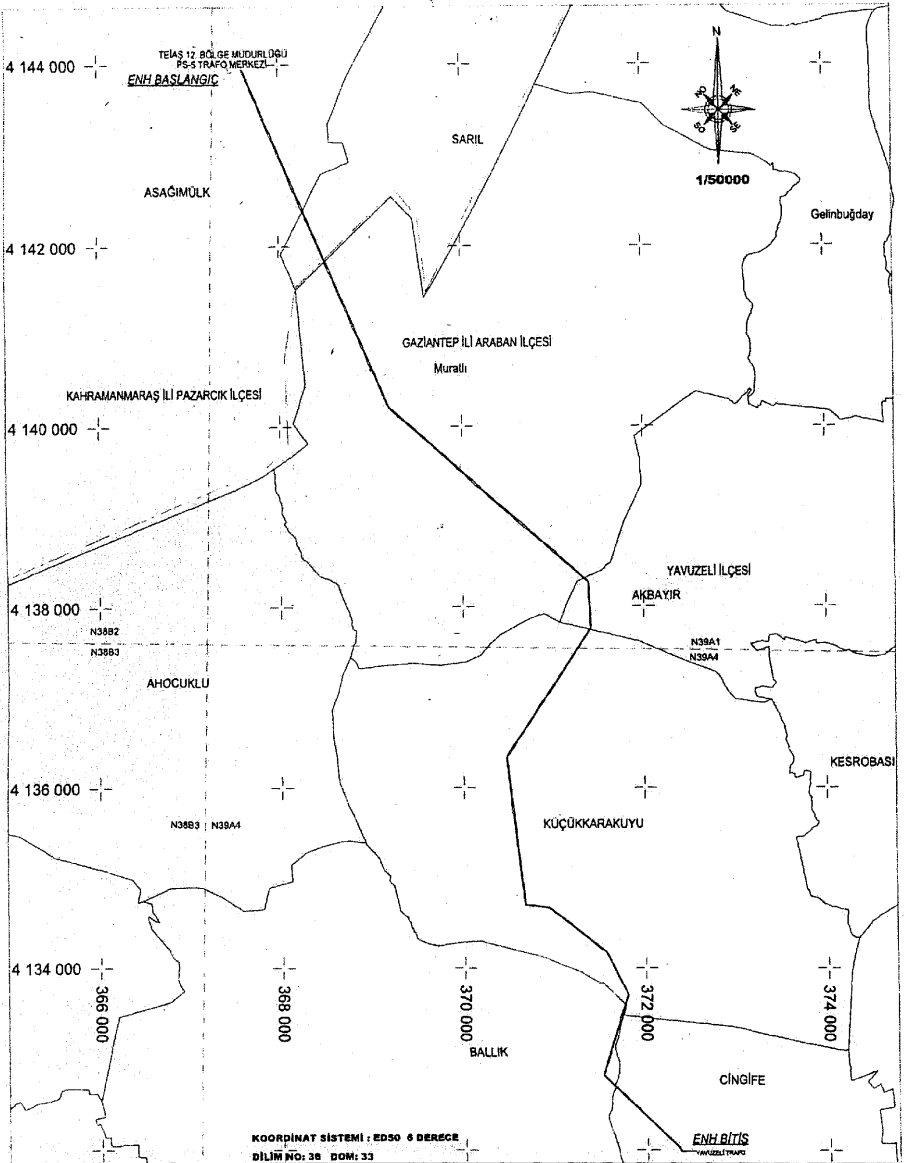 TEİAŞ 12. BÖLGE MÜDÜRLÜĞÜ
PS-5 TRAFO MERKEZİ
ENH BAŞLANGIÇ
4 144 000
N
NE
SE
SO
NO
1/50000
SARIL
ASAĞIMÜLK
Gelinbuğday
4 142 000
GAZİANTEP İLİ ARABAN İLÇESİ
Muratlı
KAHRAMANMARAŞ İLİ PAZARCIK İLÇESİ
4 140 000
YAVUZELİ İLÇESİ
AKBAYIR
4 138 000
N38B2
N38B3
N39A1
N39A4
AHOCUKLU
KESROBASI
4 136 000
N38B3 N39A4
KÜÇÜKKARAKUYU
4 134 000
366 000
368 000
370 000
372 000
374 000
BALLIK
CİNGİFE
KOORDİNAT SİSTEMİ : ED50 6 DERECE
DİLİM NO: 36 DOM: 33
ENH BİTİŞ
YAVUZELİ TRAFO